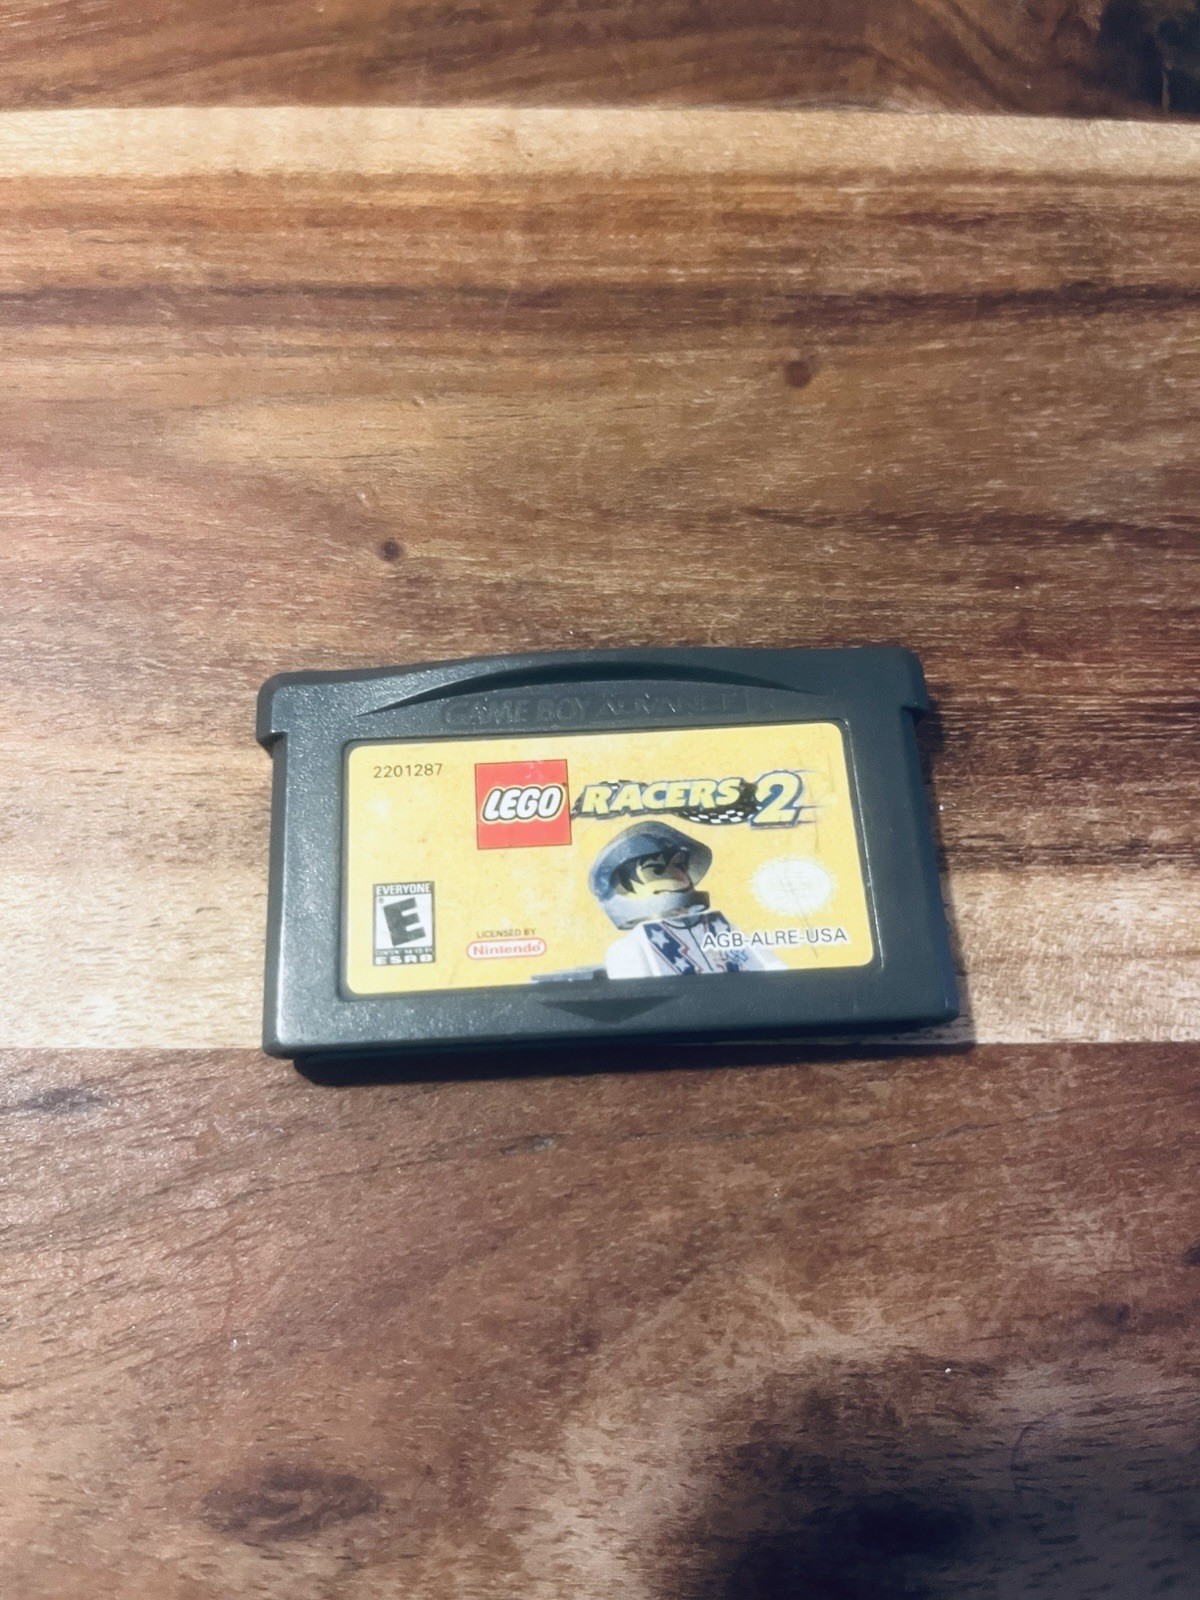 GAME BOY ADVANCE
2201287
LEGO RACERS 2
EVERYONE
E
ESRB
LICENSED BY
Nintendo
AGB-ALRE-USA